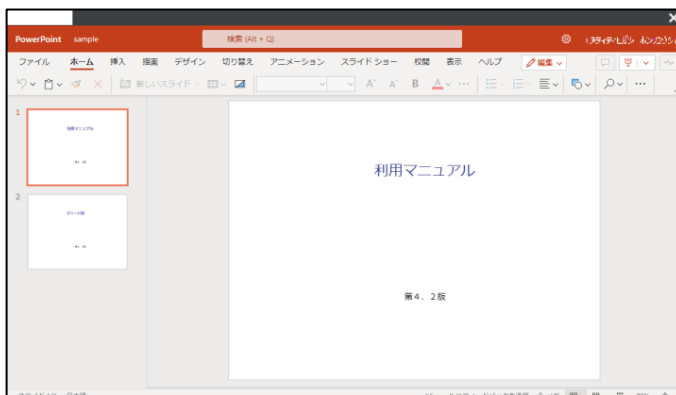 PowerPoint sample 検索 (Alt + Q)
ファイル ホーム 挿入 描画 デザイン 切り替え アニメーション スライド ショー 校閲 表示 ヘルプ 編集
新しいスライド A^ A˅ B A
1
利用マニュアル
2
利用マニュアル
第4．2版